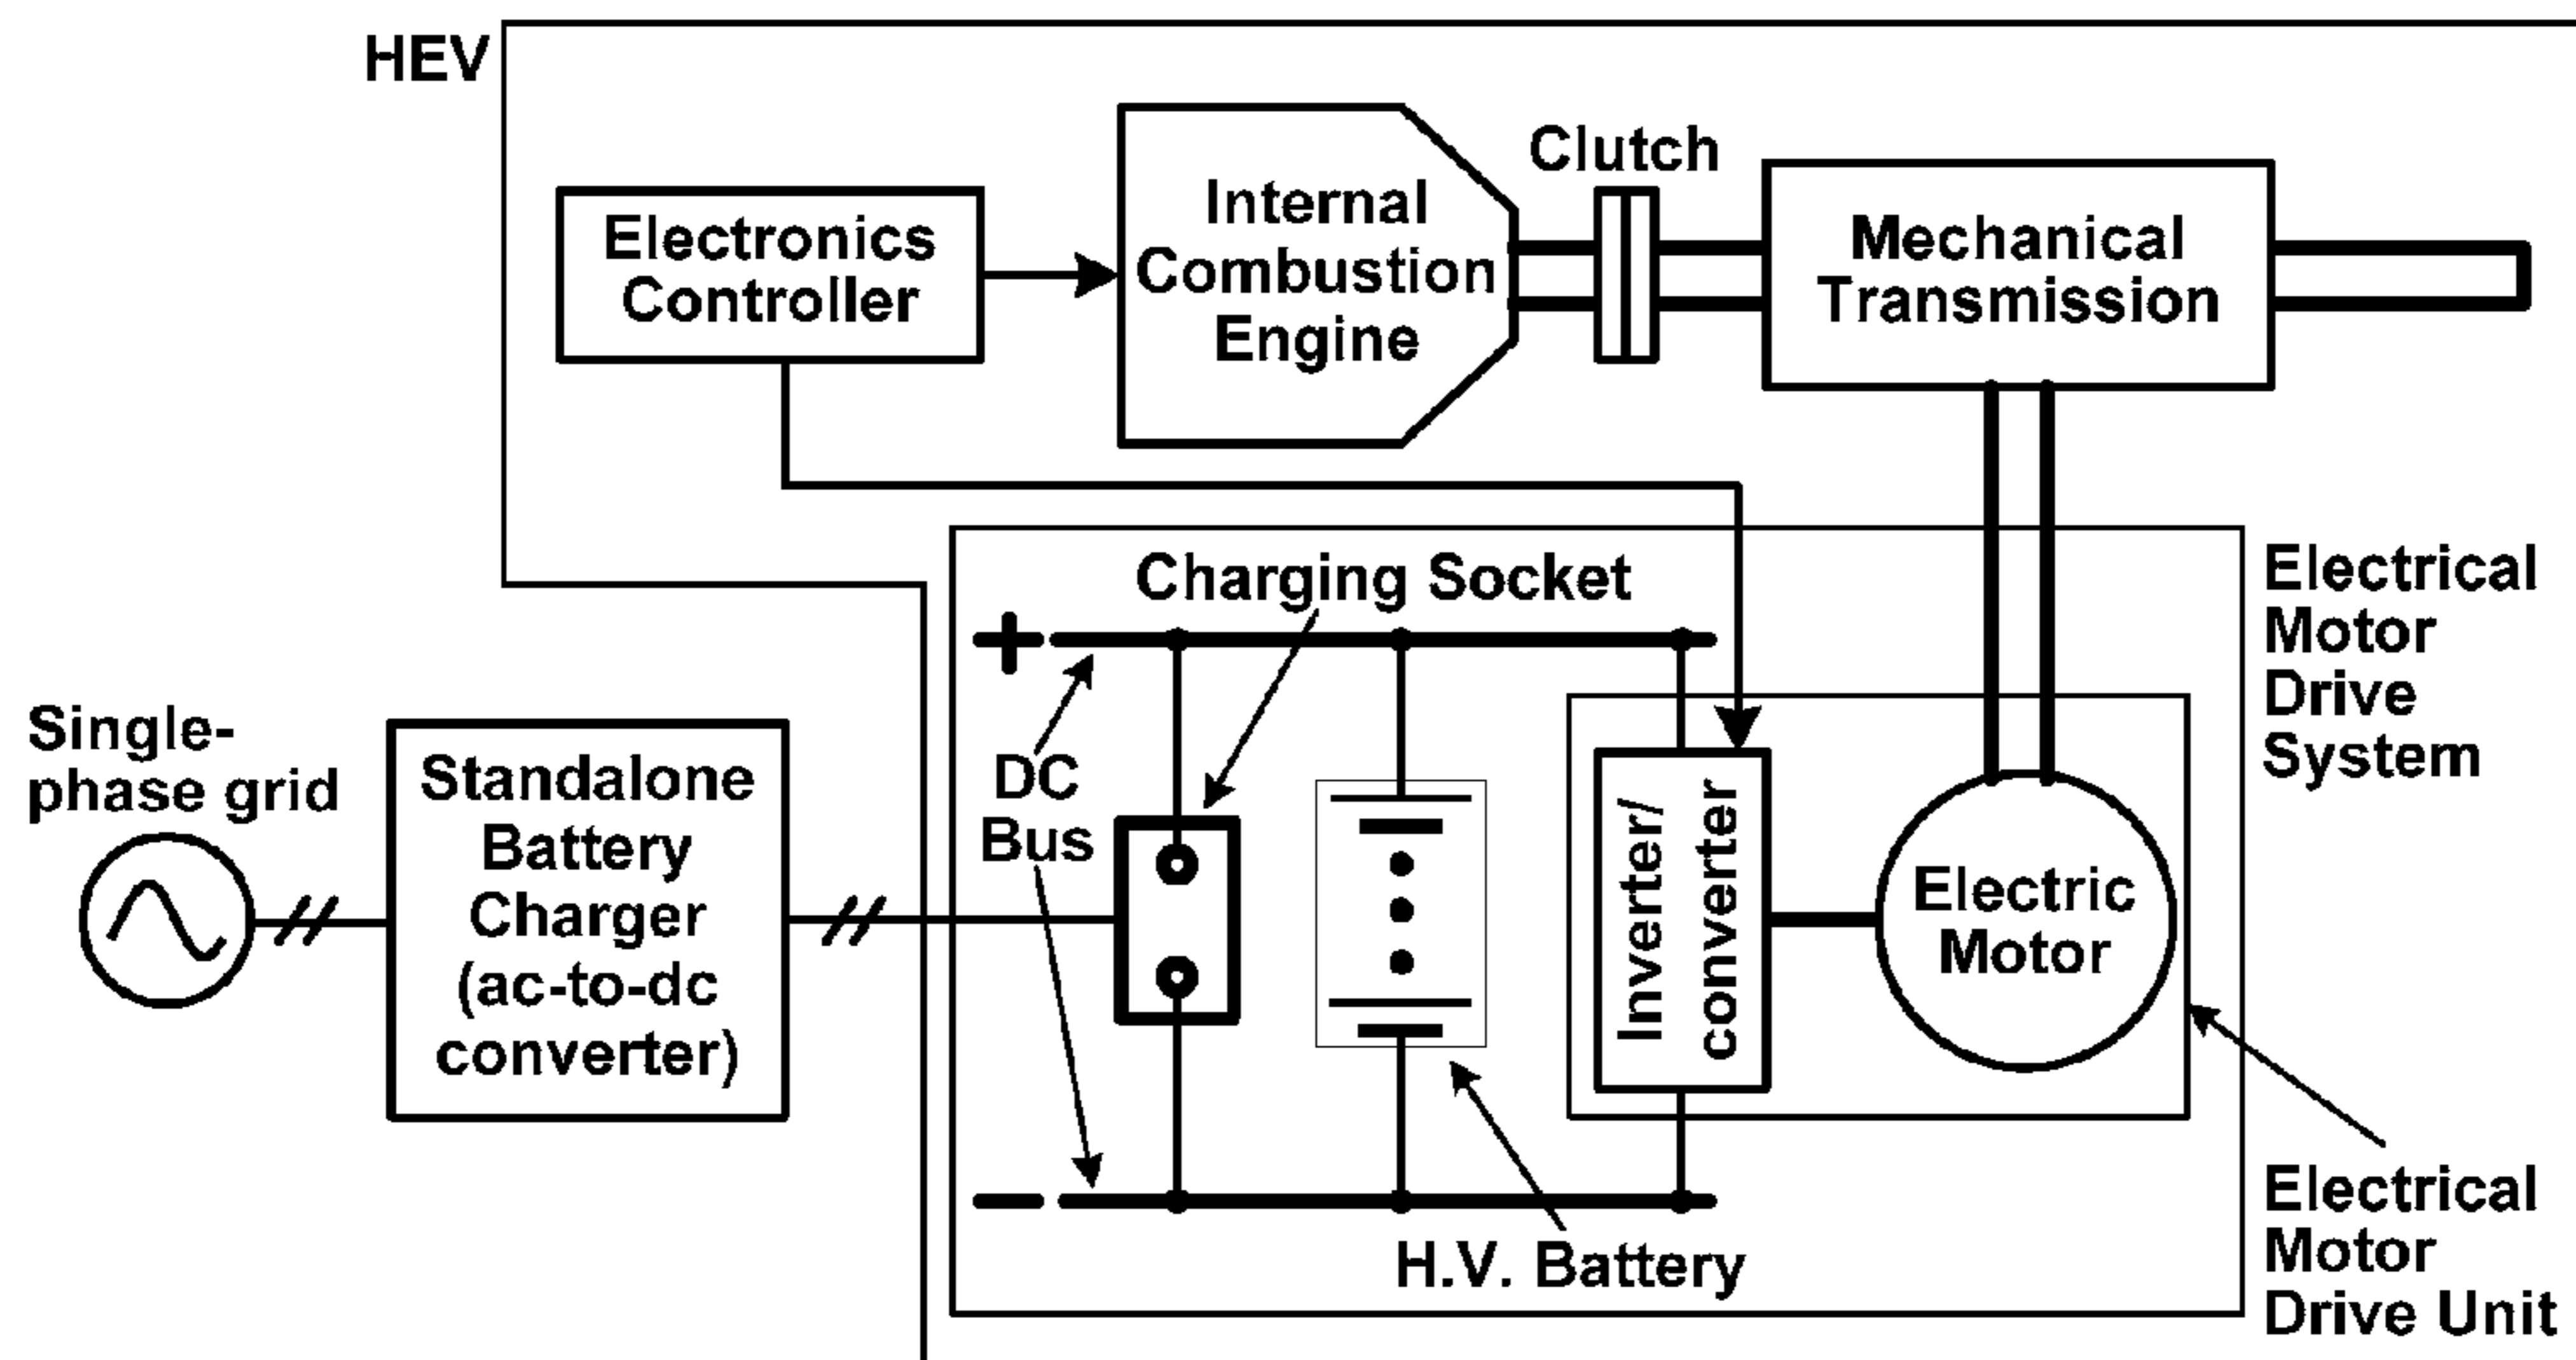 HEV
Electronics
Controller
Internal
Combustion
Engine
Clutch
Mechanical
Transmission
Charging Socket
Electrical
Motor
Drive
System
Single-
phase grid
Standalone
Battery
Charger
(ac-to-dc
converter)
+
DC
Bus
Inverter/
converter
Electric
Motor
H.V. Battery
Electrical
Motor
Drive Unit